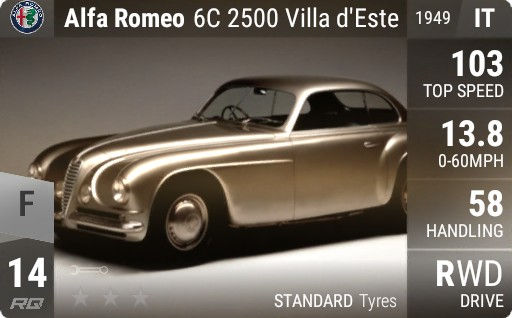 Alfa Romeo 6C 2500 Villa d'Este 1949 IT
103
TOP SPEED
13.8
0-60MPH
58
HANDLING
RWD
DRIVE
F
14
RQ
STANDARD Tyres